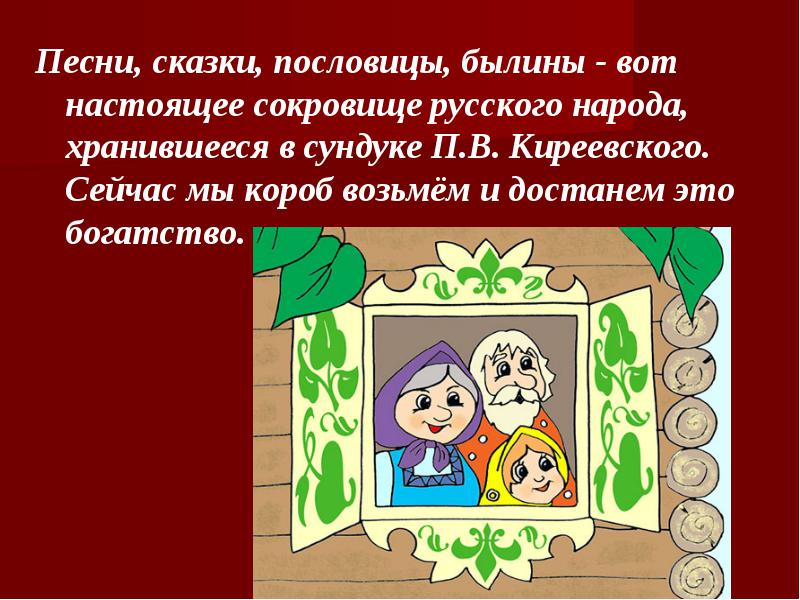 Песни, сказки, пословицы, былины - вот
настоящее сокровище русского народа,
хранившееся в сундуке П.В. Киреевского.
Сейчас мы короб возьмём и достанем это
богатство.